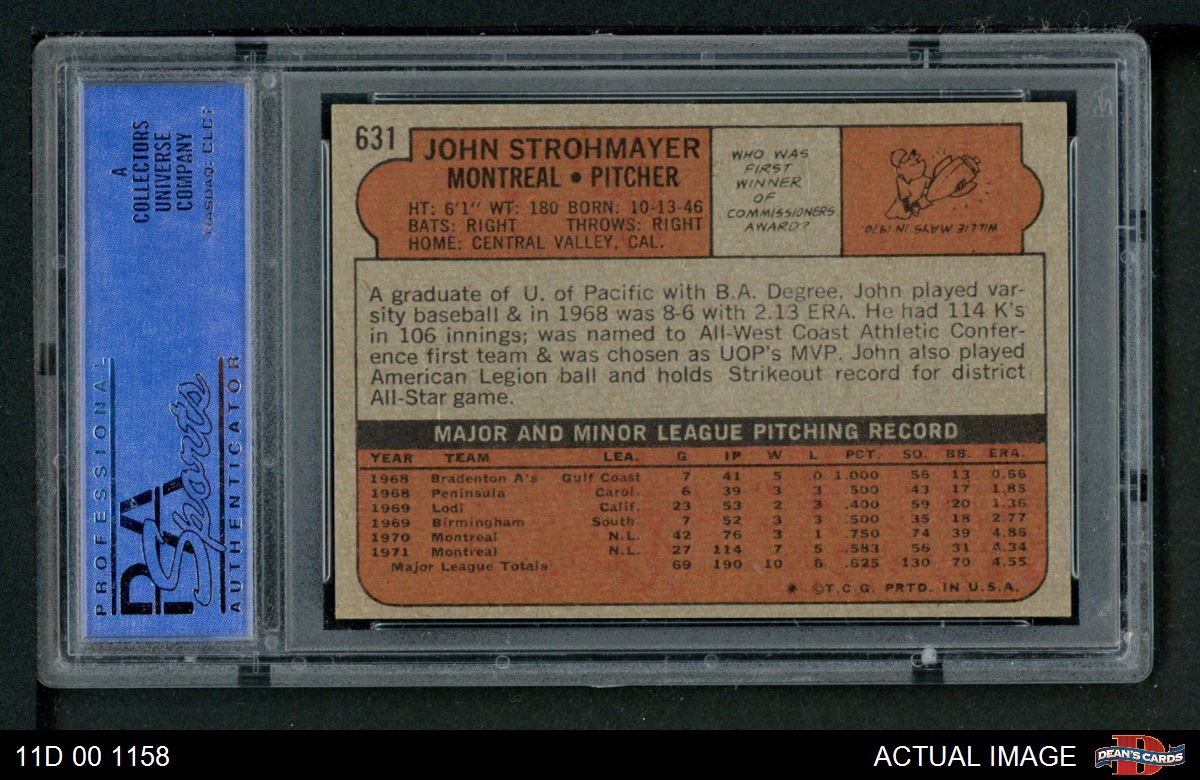 A
COLLECTORS
UNIVERSE
COMPANY
NASDAQ: CLCT
PROFESSIONAL
PSA
Sports
AUTHENTICATOR
631
JOHN STROHMAYER
MONTREAL • PITCHER
HT: 6'1" WT: 180 BORN: 10-13-46
BATS: RIGHT THROWS: RIGHT
HOME: CENTRAL VALLEY, CAL.
WHO WAS
FIRST
WINNER
OF
COMMISSIONERS
AWARD?
WILLIE MAYS IN 1970.
A graduate of U. of Pacific with B.A. Degree, John played var-
sity baseball & in 1968 was 8-6 with 2.13 ERA. He had 114 K's
in 106 innings; was named to All-West Coast Athletic Confer-
ence first team & was chosen as UOP's MVP. John also played
American Legion ball and holds Strikeout record for district
All-Star game.
MAJOR AND MINOR LEAGUE PITCHING RECORD
YEAR TEAM LEA. G IP W L PCT. SO. BB. ERA.
1968 Bradenton A's Gulf Coast 7 41 5 0 1.000 56 13 0.66
1968 Peninsula Carol. 6 39 3 3 .500 43 17 1.85
1969 Lodi Calif. 23 53 2 3 .400 59 20 1.36
1969 Birmingham South. 7 52 3 3 .500 35 18 2.77
1970 Montreal N.L. 42 76 3 1 .750 74 39 4.86
1971 Montreal N.L. 27 114 7 5 .583 56 31 4.34
Major League Totals 69 190 10 6 .625 130 70 4.55
* ©T.C.G. PRTD. IN U.S.A.
11D 00 1158
ACTUAL IMAGE
DEAN'S CARDS